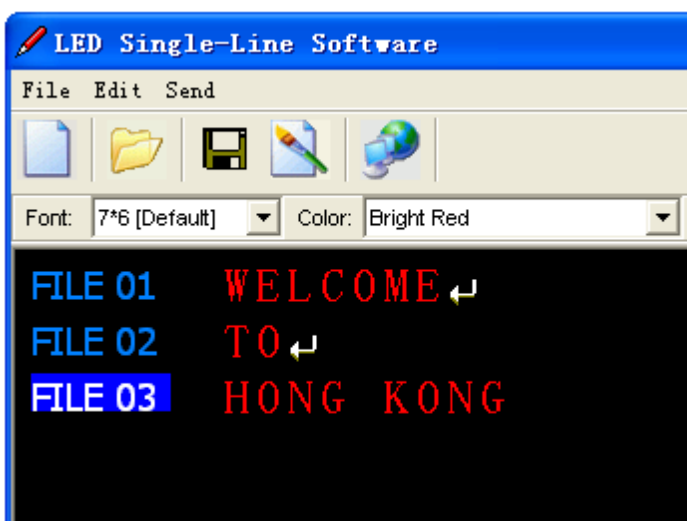 LED Single-Line Software
File Edit Send
Font: 7*6 [Default] Color: Bright Red
FILE 01 WELCOME↵
FILE 02 TO↵
FILE 03 HONG KONG